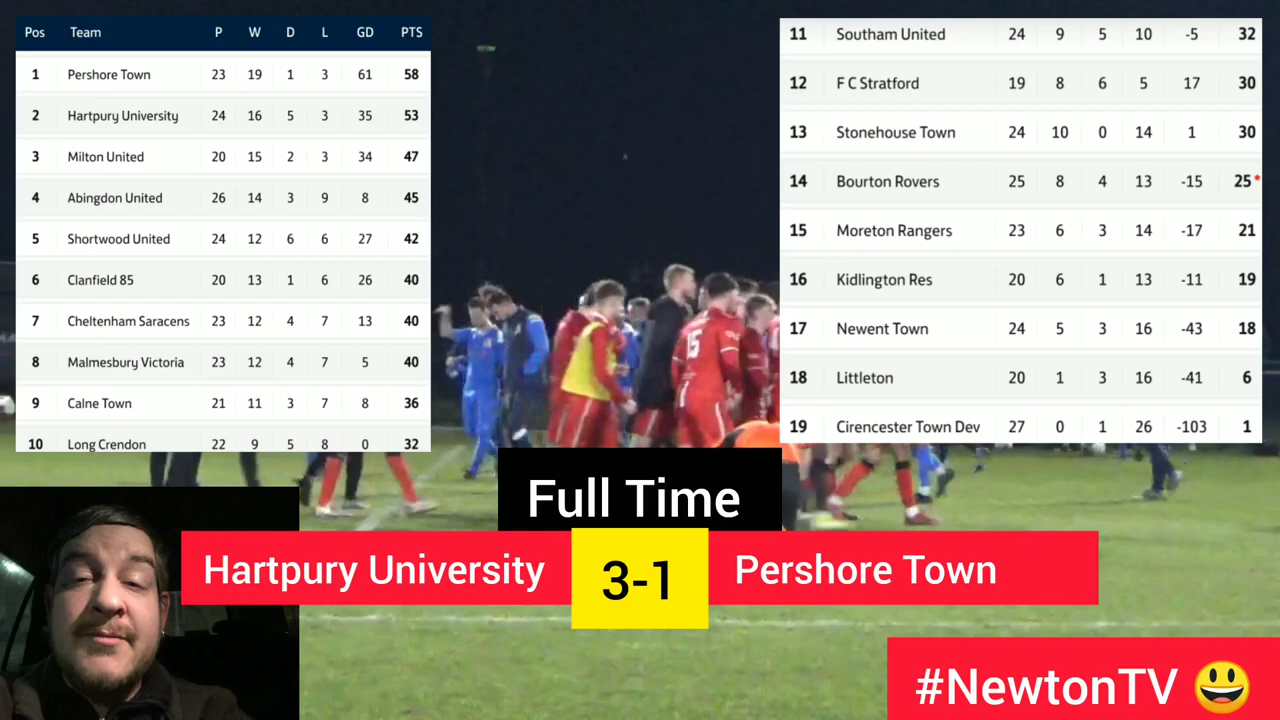 Pos Team P W D L GD PTS
1 Pershore Town 23 19 1 3 61 58
2 Hartpury University 24 16 5 3 35 53
3 Milton United 20 15 2 3 34 47
4 Abingdon United 26 14 3 9 8 45
5 Shortwood United 24 12 6 6 27 42
6 Clanfield 85 20 13 1 6 26 40
7 Cheltenham Saracens 23 12 4 7 13 40
8 Malmesbury Victoria 23 12 4 7 5 40
9 Calne Town 21 11 3 7 8 36
10 Long Crendon 22 9 5 8 0 32
11 Southam United 24 9 5 10 -5 32
12 F C Stratford 19 8 6 5 17 30
13 Stonehouse Town 24 10 0 14 1 30
14 Bourton Rovers 25 8 4 13 -15 25*
15 Moreton Rangers 23 6 3 14 -17 21
16 Kidlington Res 20 6 1 13 -11 19
17 Newent Town 24 5 3 16 -43 18
18 Littleton 20 1 3 16 -41 6
19 Cirencester Town Dev 27 0 1 26 -103 1
15
Full Time
Hartpury University 3-1 Pershore Town
#NewtonTV 😃